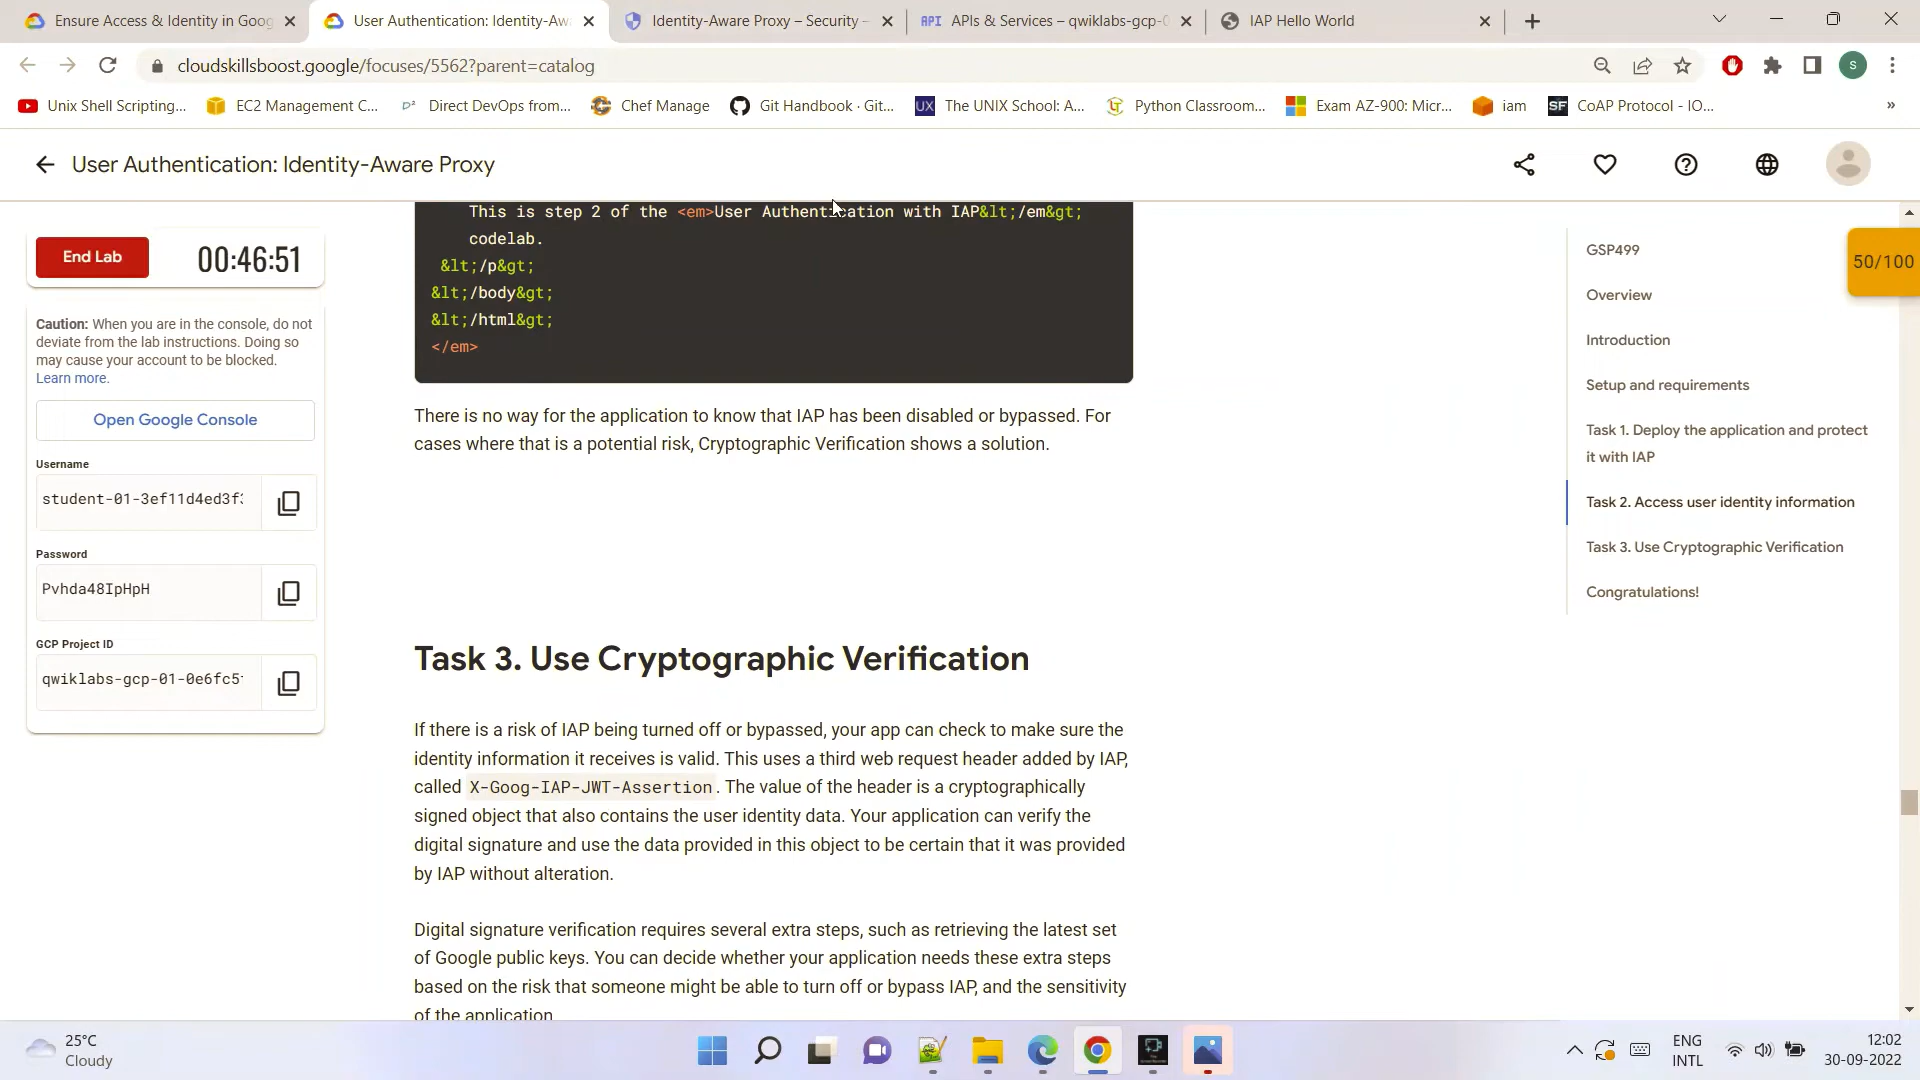 Ensure Access & Identity in Goog
User Authentication: Identity-Aw
Identity-Aware Proxy – Security –
API APIs & Services – qwiklabs-gcp-0
IAP Hello World
cloudskillsboost.google/focuses/5562?parent=catalog
S
Unix Shell Scripting...
EC2 Management C...
Direct DevOps from...
Chef Manage
Git Handbook · Git...
UX The UNIX School: A...
Python Classroom...
Exam AZ-900: Micr...
iam
SF CoAP Protocol - IO...
»
User Authentication: Identity-Aware Proxy
End Lab
00:46:51
Caution: When you are in the console, do not
deviate from the lab instructions. Doing so
may cause your account to be blocked.
Learn more.
Open Google Console
Username
student-01-3ef11d4ed3f
Password
Pvhda48IpHpH
GCP Project ID
qwiklabs-gcp-01-0e6fc5
This is step 2 of the <em>User Authentication with IAP&lt;/em&gt;
codelab.
&lt;/p&gt;
&lt;/body&gt;
&lt;/html&gt;
</em>
There is no way for the application to know that IAP has been disabled or bypassed. For
cases where that is a potential risk, Cryptographic Verification shows a solution.
Task 3. Use Cryptographic Verification
If there is a risk of IAP being turned off or bypassed, your app can check to make sure the
identity information it receives is valid. This uses a third web request header added by IAP,
called X-Goog-IAP-JWT-Assertion. The value of the header is a cryptographically
signed object that also contains the user identity data. Your application can verify the
digital signature and use the data provided in this object to be certain that it was provided
by IAP without alteration.
Digital signature verification requires several extra steps, such as retrieving the latest set
of Google public keys. You can decide whether your application needs these extra steps
based on the risk that someone might be able to turn off or bypass IAP, and the sensitivity
of the application.
GSP499
Overview
Introduction
Setup and requirements
Task 1. Deploy the application and protect
it with IAP
Task 2. Access user identity information
Task 3. Use Cryptographic Verification
Congratulations!
50/100
25°C
Cloudy
ENG
INTL
12:02
30-09-2022